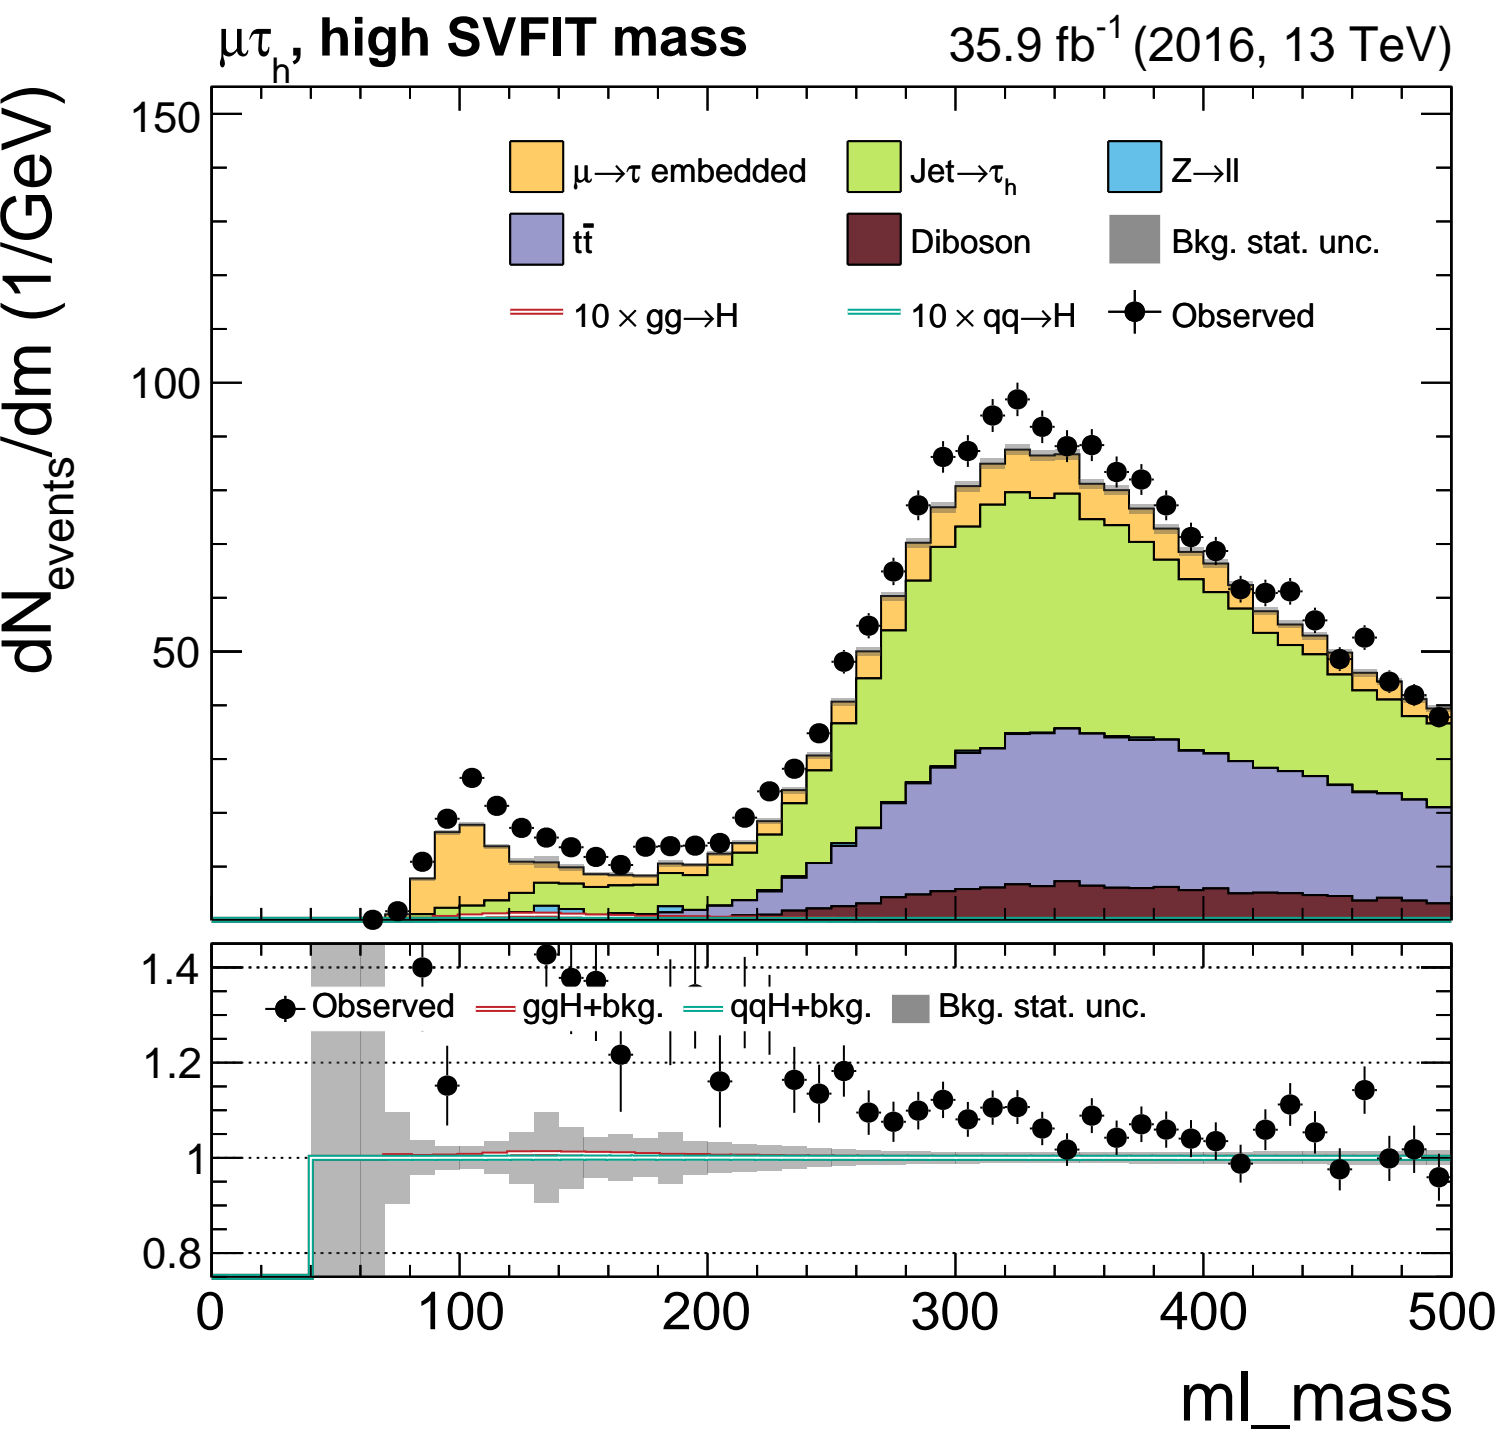 μτh, high SVFIT mass 35.9 fb-1 (2016, 13 TeV)
dNevents/dm (1/GeV)
150
100
50
μ→τ embedded Jet→τh Z→ll
tt̄ Diboson Bkg. stat. unc.
10 × gg→H 10 × qq→H Observed
1.4
1.2
1
0.8
Observed ggH+bkg. qqH+bkg. Bkg. stat. unc.
0 100 200 300 400 500
ml_mass